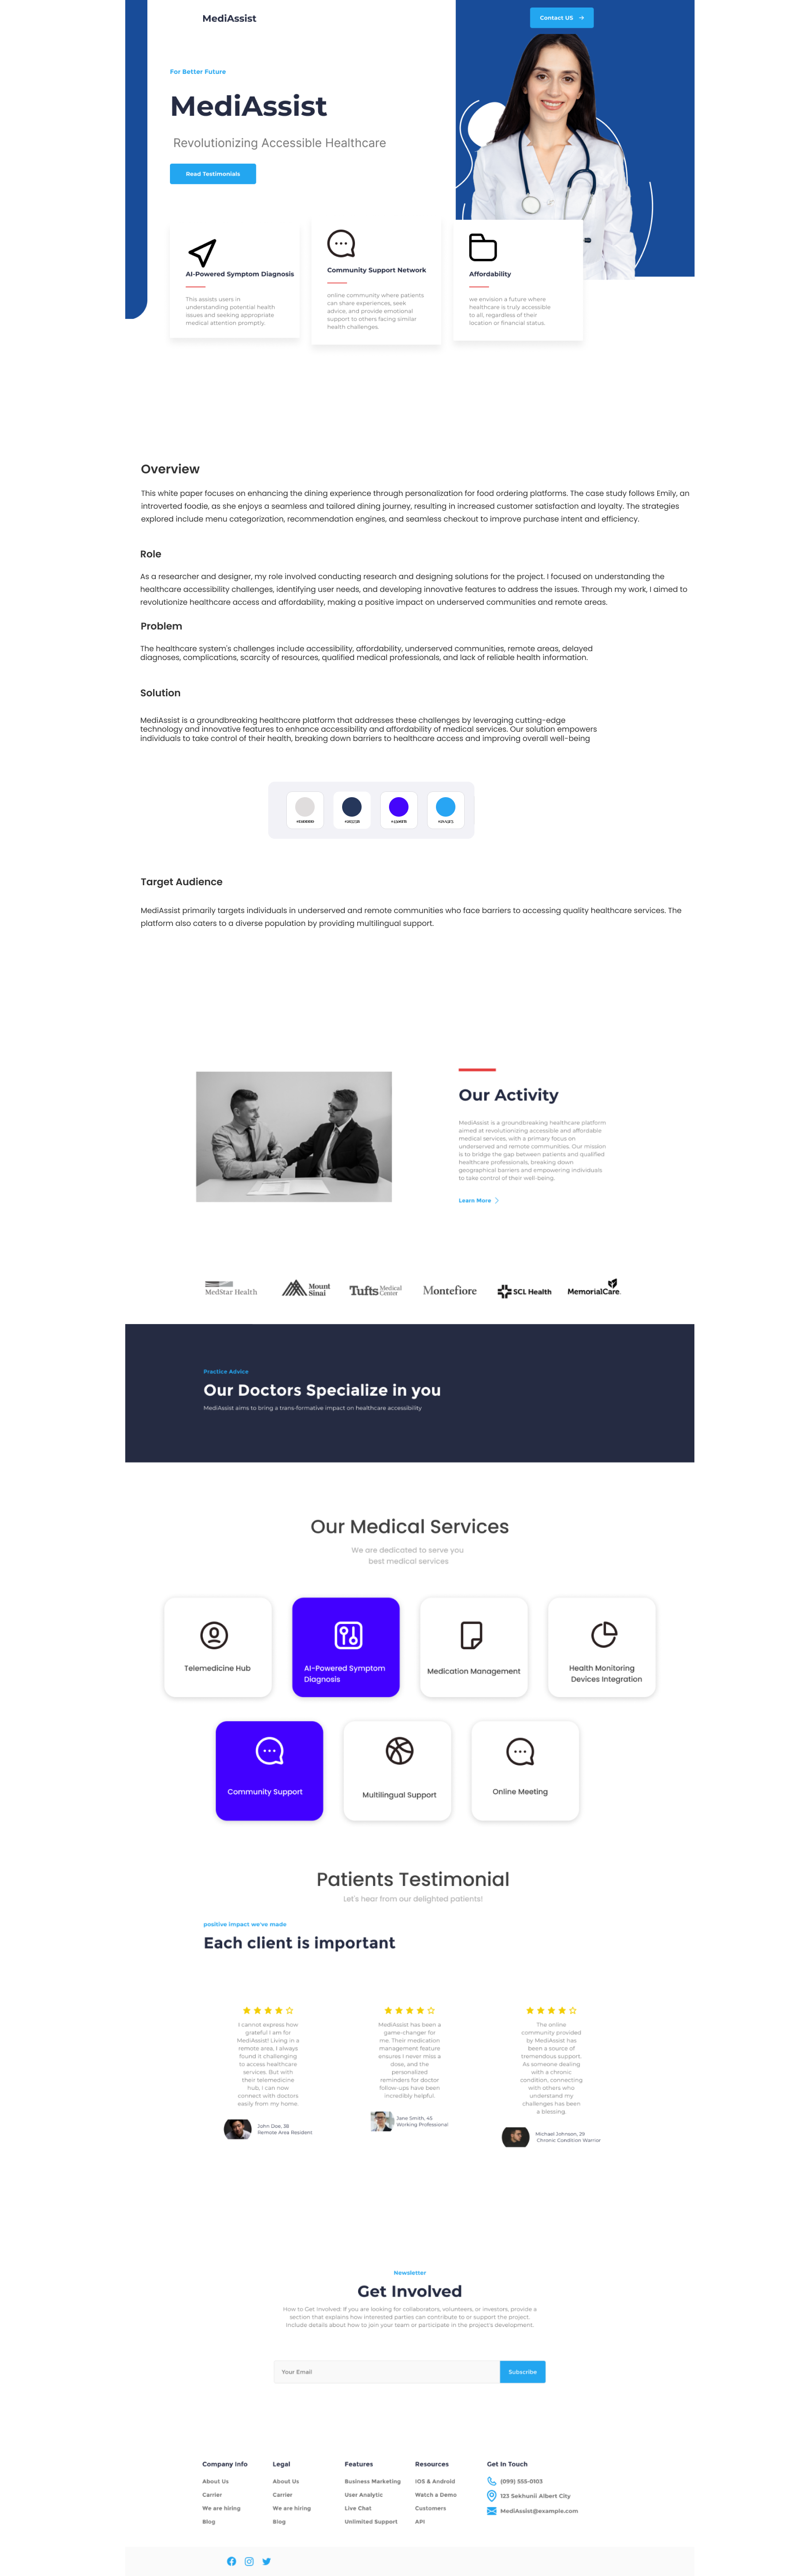 MediAssist
Contact US
For Better Future
MediAssist
Revolutionizing Accessible Healthcare
Read Testimonials
AI-Powered Symptom Diagnosis
This assists users in
understanding potential health
issues and seeking appropriate
medical attention promptly.
Community Support Network
online community where patients
can share experiences, seek
advice, and provide emotional
support to others facing similar
health challenges.
Affordability
we envision a future where
healthcare is truly accessible
to all, regardless of their
location or financial status.
Overview
This white paper focuses on enhancing the dining experience through personalization for food ordering platforms. The case study follows Emily, an
introverted foodie, as she enjoys a seamless and tailored dining journey, resulting in increased customer satisfaction and loyalty. The strategies
explored include menu categorization, recommendation engines, and seamless checkout to improve purchase intent and efficiency.
Role
As a researcher and designer, my role involved conducting research and designing solutions for the project. I focused on understanding the
healthcare accessibility challenges, identifying user needs, and developing innovative features to address the issues. Through my work, I aimed to
revolutionize healthcare access and affordability, making a positive impact on underserved communities and remote areas.
Problem
The healthcare system's challenges include accessibility, affordability, underserved communities, remote areas, delayed
diagnoses, complications, scarcity of resources, qualified medical professionals, and lack of reliable health information.
Solution
MediAssist is a groundbreaking healthcare platform that addresses these challenges by leveraging cutting-edge
technology and innovative features to enhance accessibility and affordability of medical services. Our solution empowers
individuals to take control of their health, breaking down barriers to healthcare access and improving overall well-being
Target Audience
MediAssist primarily targets individuals in underserved and remote communities who face barriers to accessing quality healthcare services. The
platform also caters to a diverse population by providing multilingual support.
Our Activity
MediAssist is a groundbreaking healthcare platform
aimed at revolutionizing accessible and affordable
medical services, with a primary focus on
underserved and remote communities. Our mission
is to bridge the gap between patients and qualified
healthcare professionals, breaking down
geographical barriers and empowering individuals
to take control of their well-being.
Learn More
MedStar Health
Mount
Sinai
Tufts Medical
Center
Montefiore
SCL Health
MemorialCare.
Practice Advice
Our Doctors Specialize in you
MediAssist aims to bring a trans-formative impact on healthcare accessibility
Our Medical Services
We are dedicated to serve you
best medical services
Telemedicine Hub
AI-Powered Symptom
Diagnosis
Medication Management
Health Monitoring
Devices Integration
Community Support
Multilingual Support
Online Meeting
Patients Testimonial
Let's hear from our delighted patients!
positive impact we've made
Each client is important
I cannot express how
grateful I am for
MediAssist! Living in a
remote area, I always
found it challenging
to access healthcare
services. But with
their telemedicine
hub, I can now
connect with doctors
easily from my home.
John Doe, 38
Remote Area Resident
MediAssist has been a
game-changer for
me. Their medication
management feature
ensures I never miss a
dose, and the
personalized
reminders for doctor
follow-ups have been
incredibly helpful.
Jane Smith, 45
Working Professional
The online
community provided
by MediAssist has
been a source of
tremendous support.
As someone dealing
with a chronic
condition, connecting
with others who
understand my
challenges has been
a blessing.
Michael Johnson, 29
Chronic Condition Warrior
Newsletter
Get Involved
How to Get Involved: If you are looking for collaborators, volunteers, or investors, provide a
section that explains how interested parties can contribute to or support the project.
Include details about how to join your team or participate in the project's development.
Your Email
Subscribe
Company Info
About Us
Carrier
We are hiring
Blog
Legal
About Us
Carrier
We are hiring
Blog
Features
Business Marketing
User Analytic
Live Chat
Unlimited Support
Resources
IOS & Android
Watch a Demo
Customers
API
Get In Touch
(099) 555-0103
123 Sekhunii Albert City
MediAssist@example.com